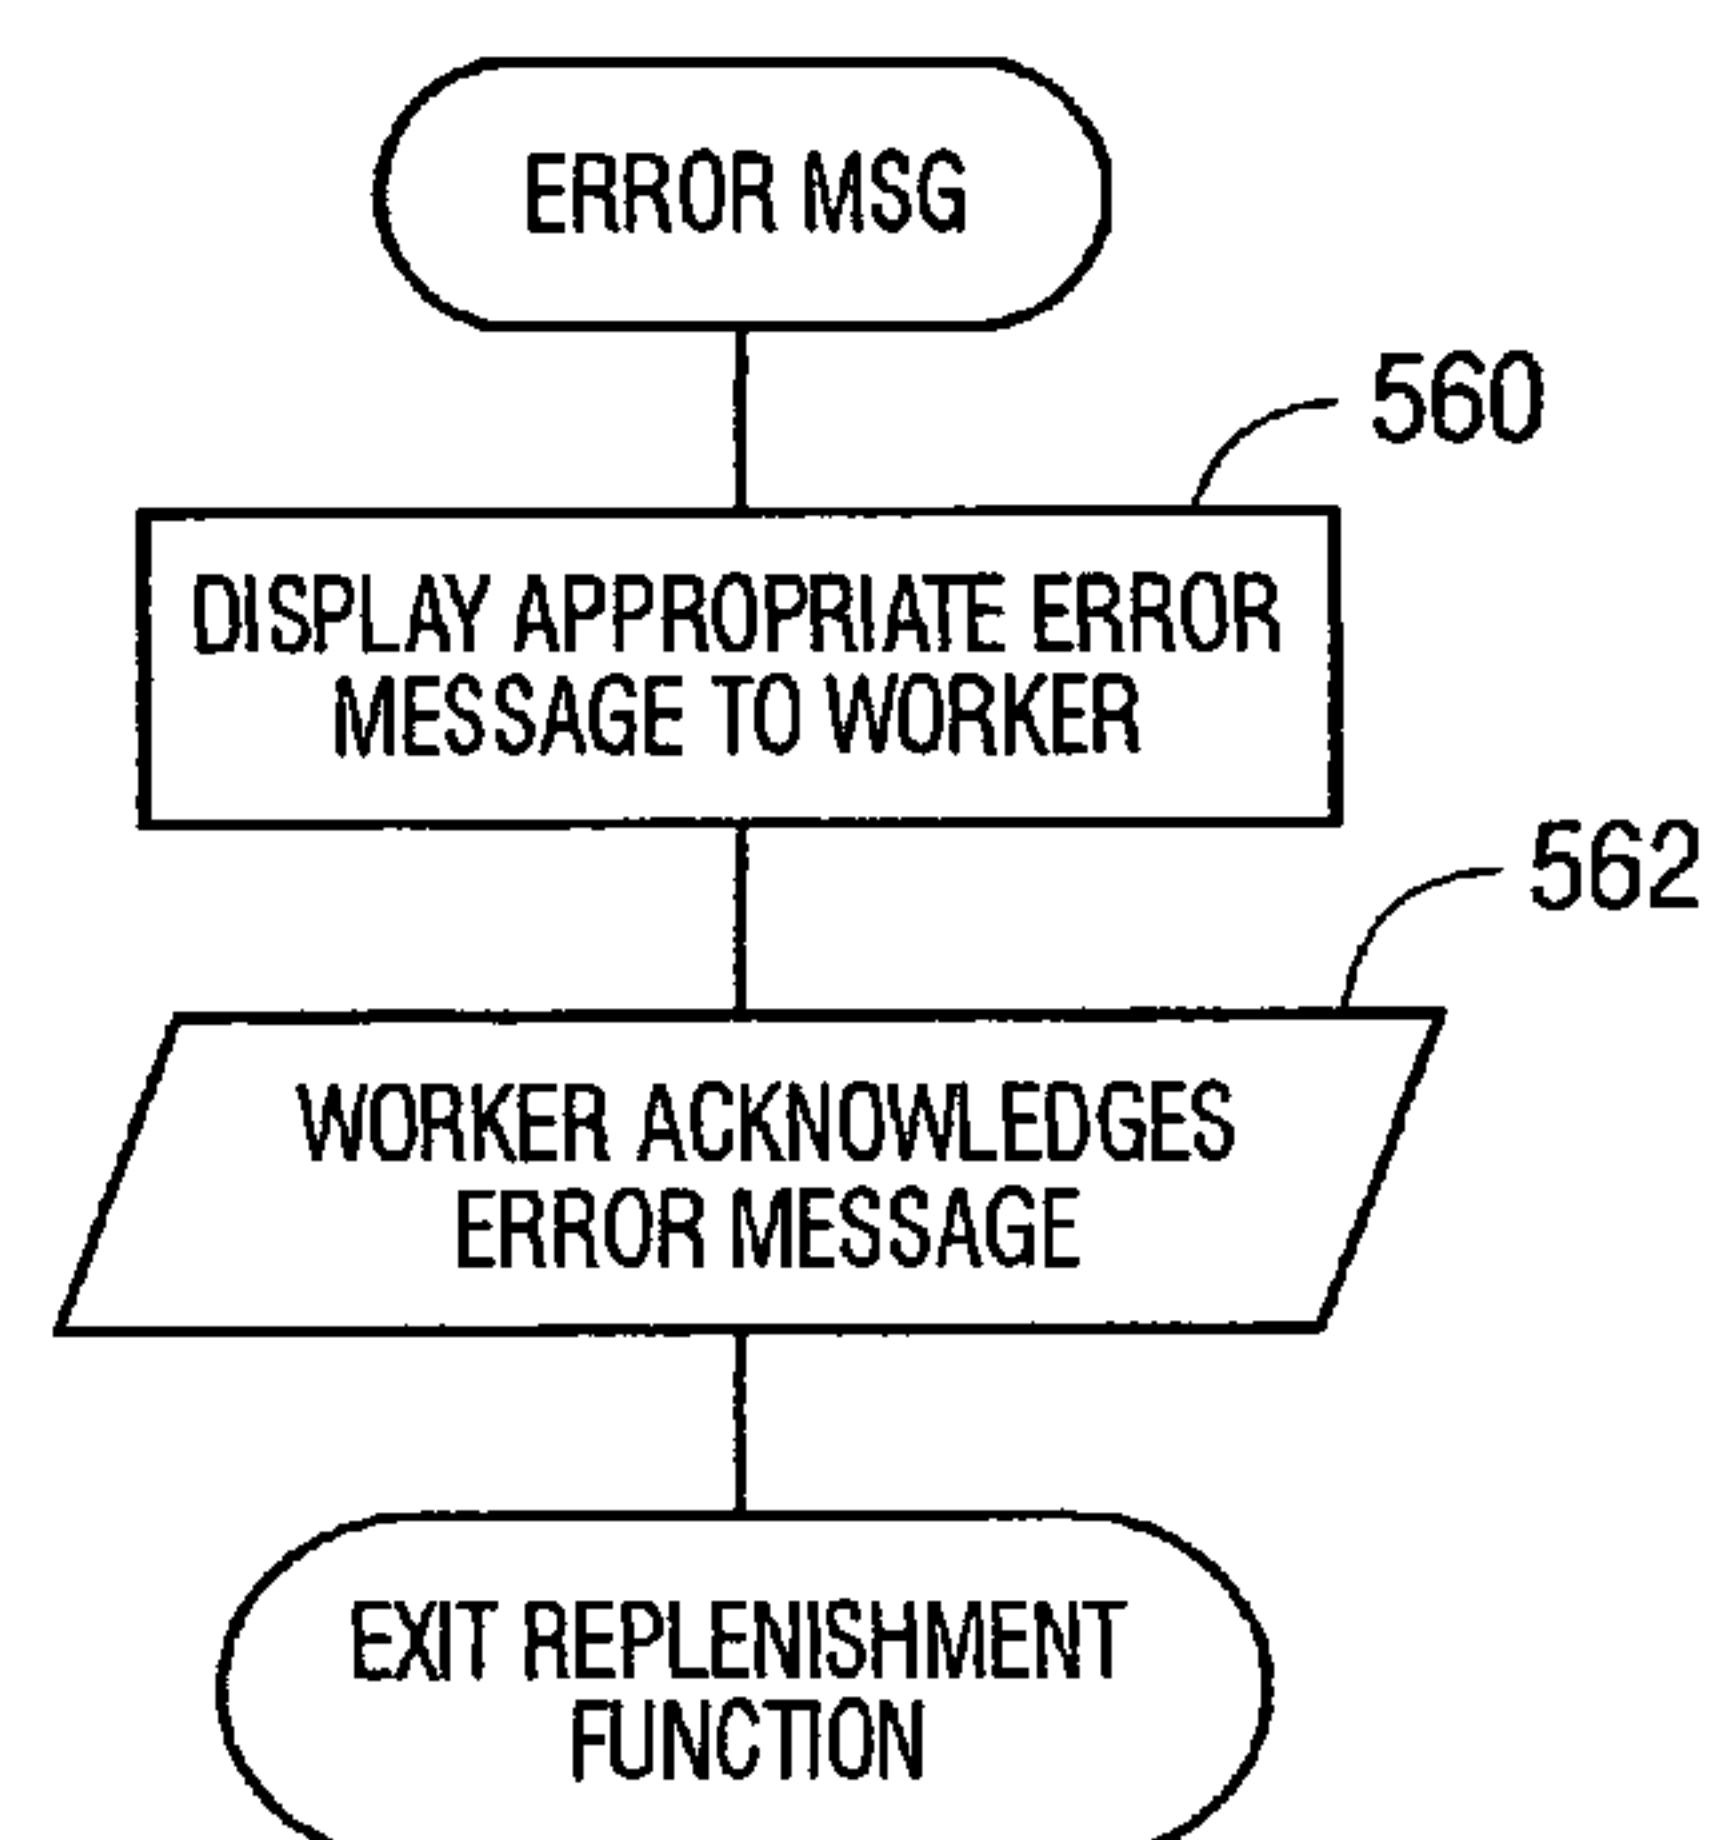 ERROR MSG
560
DISPLAY APPROPRIATE ERROR
MESSAGE TO WORKER
562
WORKER ACKNOWLEDGES
ERROR MESSAGE
EXIT REPLENISHMENT
FUNCTION